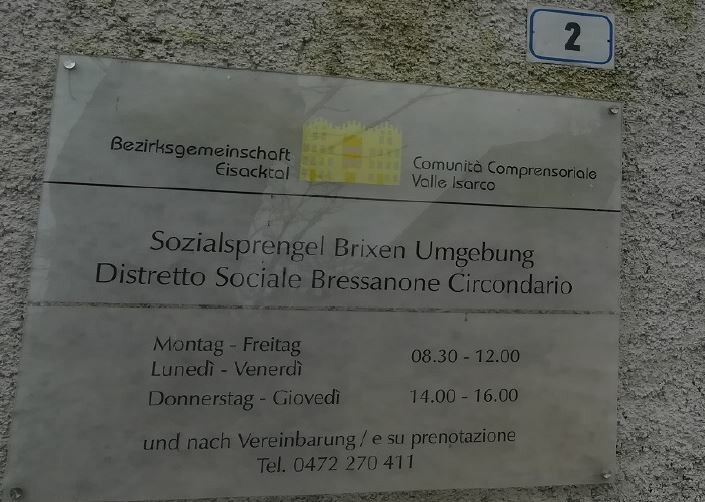 2
Bezirksgemeinschaft
Eisacktal
Comunità Comprensoriale
Valle Isarco
Sozialsprengel Brixen Umgebung
Distretto Sociale Bressanone Circondario
Montag - Freitag
Lunedì - Venerdì
08.30 - 12.00
Donnerstag - Giovedì
14.00 - 16.00
und nach Vereinbarung / e su prenotazione
Tel. 0472 270 411